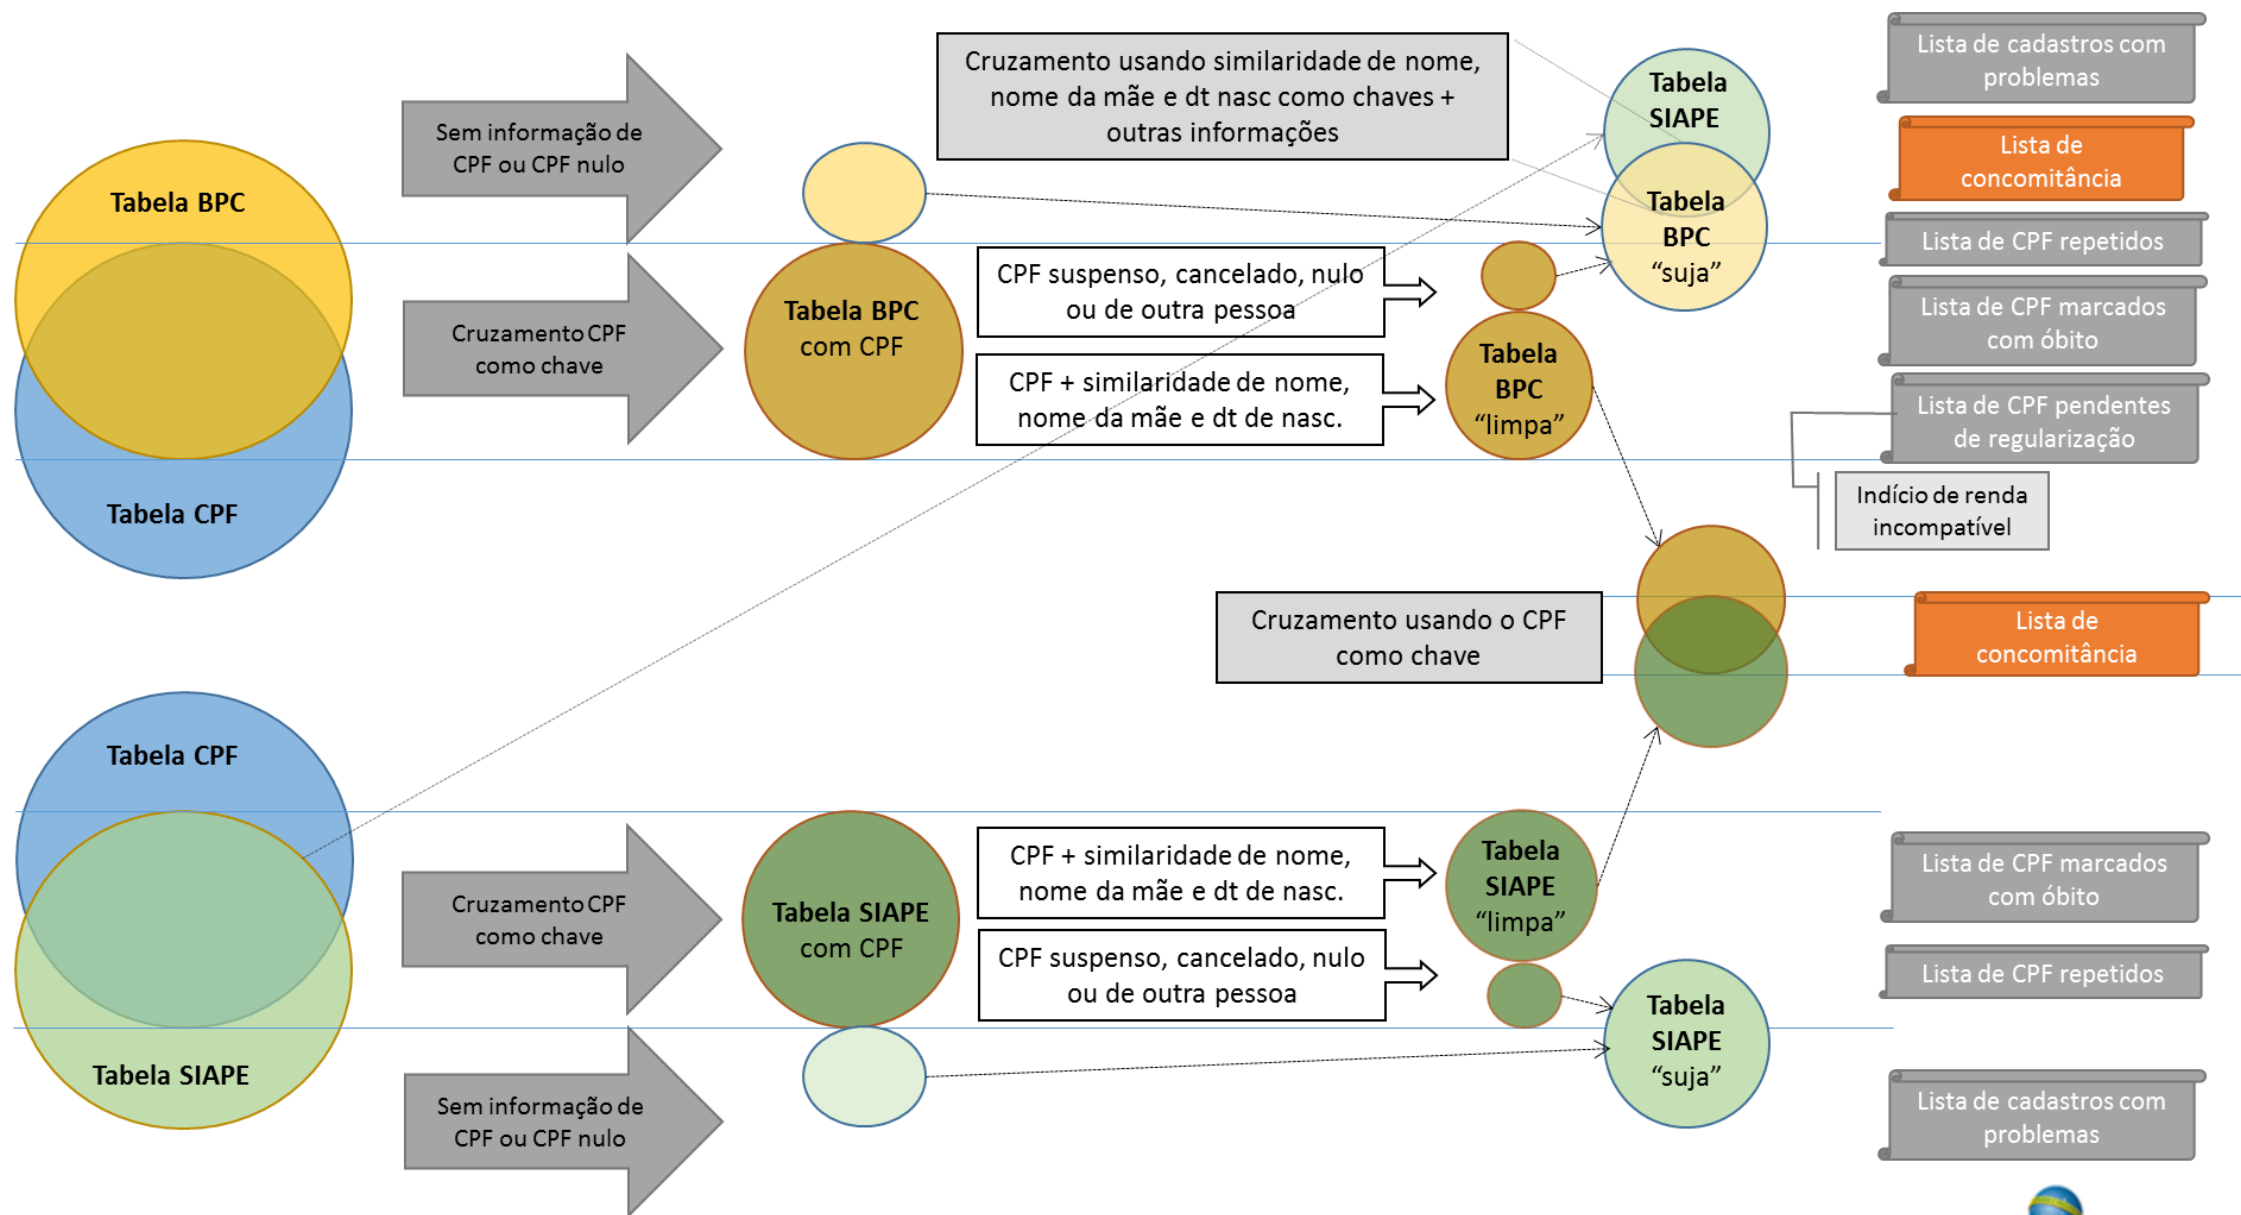 Tabela BPC
Tabela CPF
Sem informação de
CPF ou CPF nulo
Cruzamento CPF
como chave
Tabela BPC
com CPF
Cruzamento usando similaridade de nome,
nome da mãe e dt nasc como chaves +
outras informações
CPF suspenso, cancelado, nulo
ou de outra pessoa
CPF + similaridade de nome,
nome da mãe e dt de nasc.
Tabela
BPC
“limpa”
Tabela
SIAPE
Tabela
BPC
“suja”
Lista de cadastros com
problemas
Lista de
concomitância
Lista de CPF repetidos
Lista de CPF marcados
com óbito
Lista de CPF pendentes
de regularização
Indício de renda
incompatível
Cruzamento usando o CPF
como chave
Lista de
concomitância
Tabela CPF
Tabela SIAPE
Cruzamento CPF
como chave
Sem informação de
CPF ou CPF nulo
Tabela SIAPE
com CPF
CPF + similaridade de nome,
nome da mãe e dt de nasc.
CPF suspenso, cancelado, nulo
ou de outra pessoa
Tabela
SIAPE
“limpa”
Tabela
SIAPE
“suja”
Lista de CPF marcados
com óbito
Lista de CPF repetidos
Lista de cadastros com
problemas